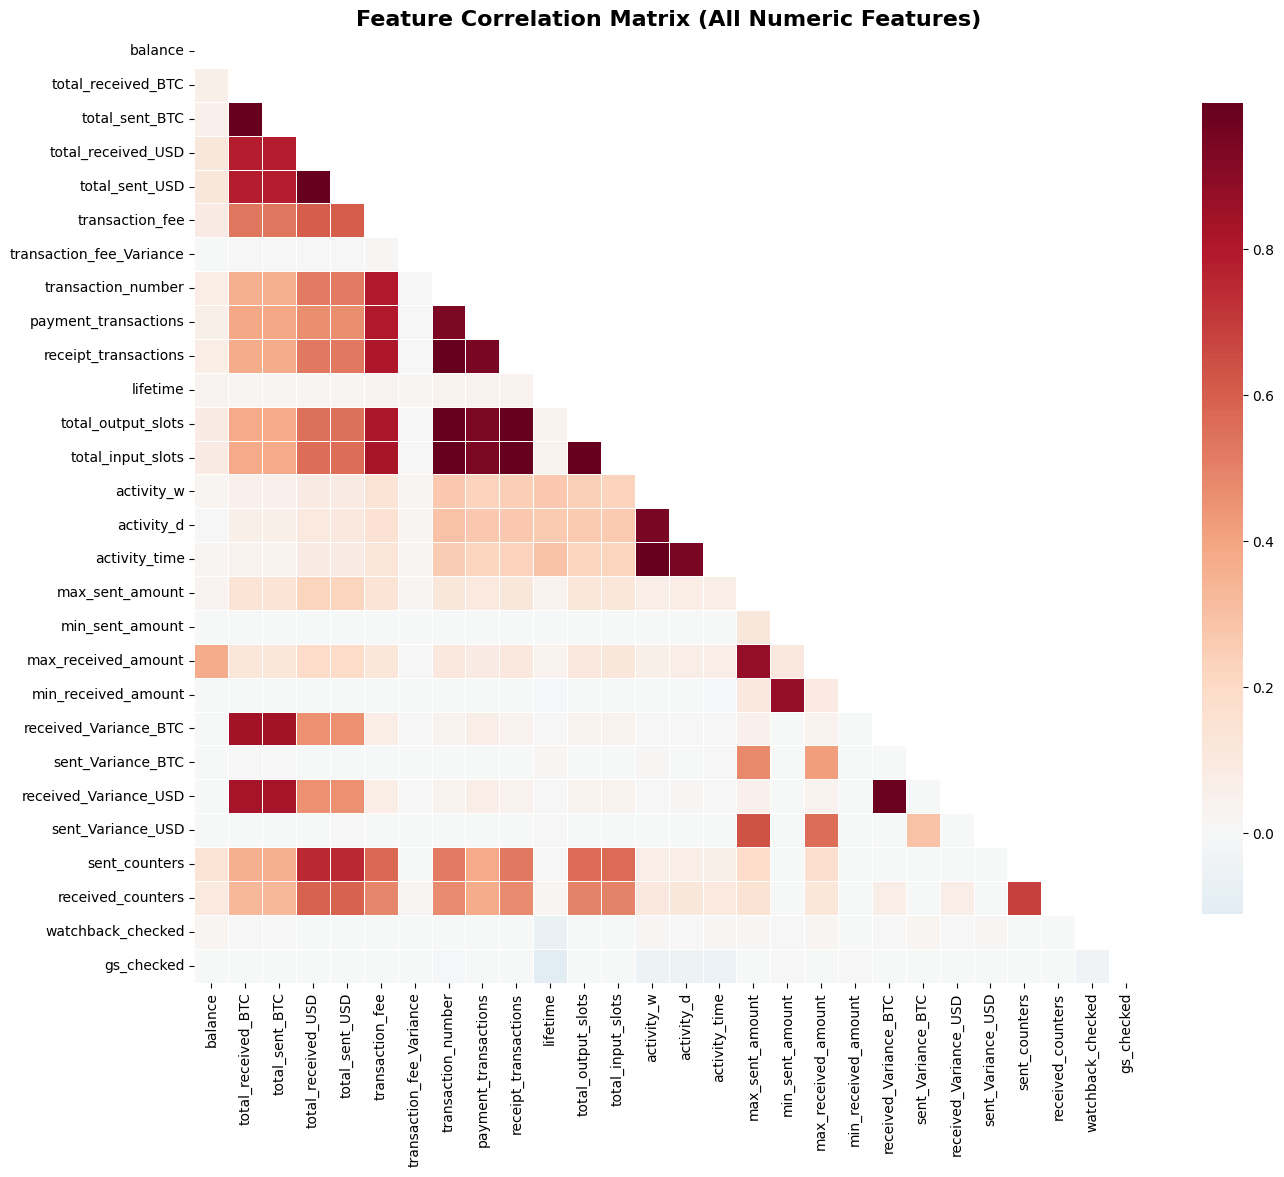 Feature Correlation Matrix (All Numeric Features)
balance
total_received_BTC
total_sent_BTC
total_received_USD
total_sent_USD
transaction_fee
transaction_fee_Variance
transaction_number
payment_transactions
receipt_transactions
lifetime
total_output_slots
total_input_slots
activity_w
activity_d
activity_time
max_sent_amount
min_sent_amount
max_received_amount
min_received_amount
received_Variance_BTC
sent_Variance_BTC
received_Variance_USD
sent_Variance_USD
sent_counters
received_counters
watchback_checked
gs_checked
balance
total_received_BTC
total_sent_BTC
total_received_USD
total_sent_USD
transaction_fee
transaction_fee_Variance
transaction_number
payment_transactions
receipt_transactions
lifetime
total_output_slots
total_input_slots
activity_w
activity_d
activity_time
max_sent_amount
min_sent_amount
max_received_amount
min_received_amount
received_Variance_BTC
sent_Variance_BTC
received_Variance_USD
sent_Variance_USD
sent_counters
received_counters
watchback_checked
gs_checked
0.8
0.6
0.4
0.2
0.0